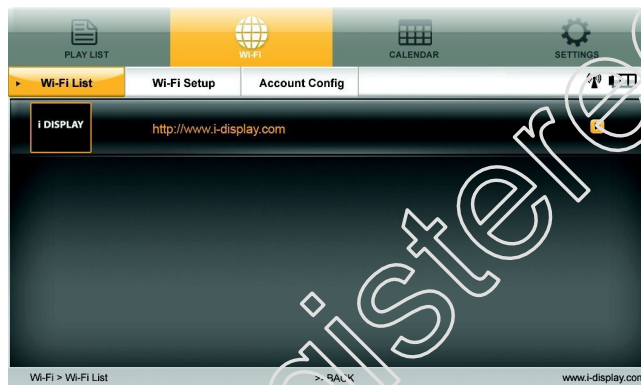 PLAY LIST
WI-FI
CALENDAR
SETTINGS
Wi-Fi List
Wi-Fi Setup
Account Config
i DISPLAY
http://www.i-display.com
Wi-Fi > Wi-Fi List
>: BACK
www.i-display.com